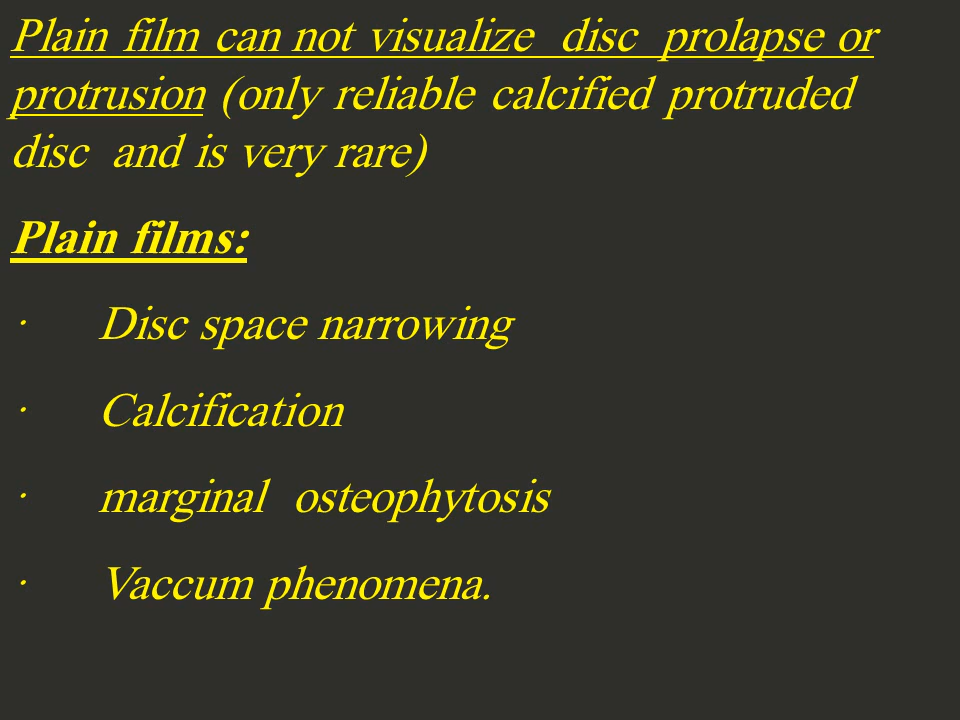 Plain film can not visualize disc prolapse or
protrusion (only reliable calcified protruded
disc and is very rare)
Plain films:
· Disc space narrowing
· Calcification
· marginal osteophytosis
· Vaccum phenomena.